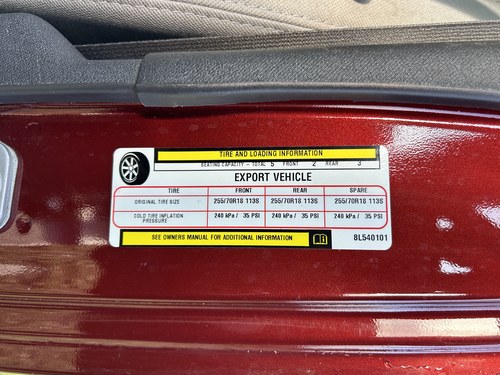 TIRE AND LOADING INFORMATION
SEATING CAPACITY - TOTAL 5 FRONT 2 REAR 3
EXPORT VEHICLE
TIRE FRONT REAR SPARE
ORIGINAL TIRE SIZE 255/70R18 113S 255/70R18 113S 255/70R18 113S
COLD TIRE INFLATION PRESSURE 240 kPa / 35 PSI 240 kPa / 35 PSI 240 kPa / 35 PSI
SEE OWNERS MANUAL FOR ADDITIONAL INFORMATION
8L540101